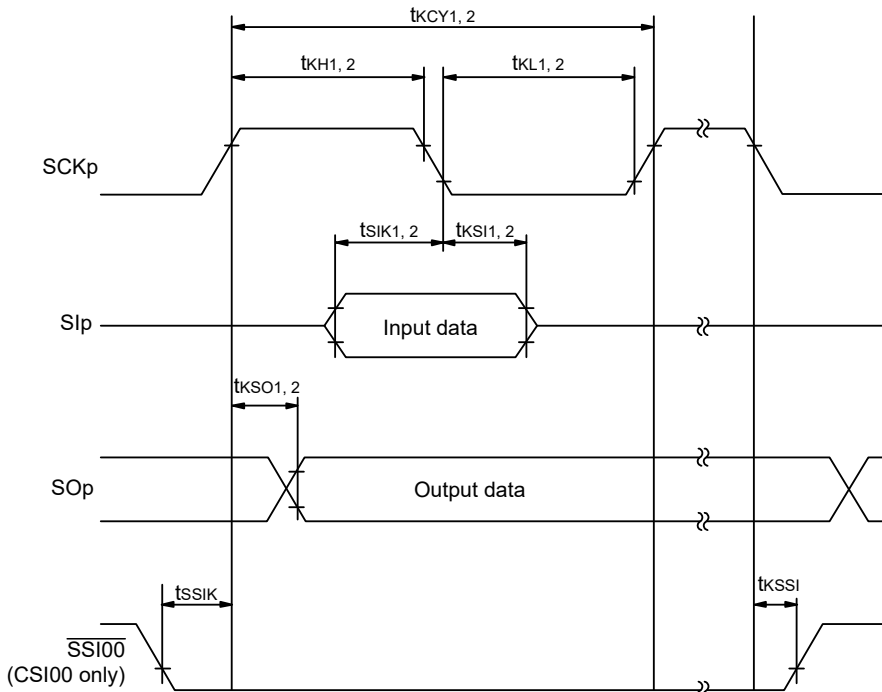 tKCY1, 2
tKH1, 2
tKL1, 2
SCKp
tSIK1, 2
tKSI1, 2
SIp
Input data
tKSO1, 2
SOp
Output data
tSSIK
tKSSI
SSI00
(CSI00 only)